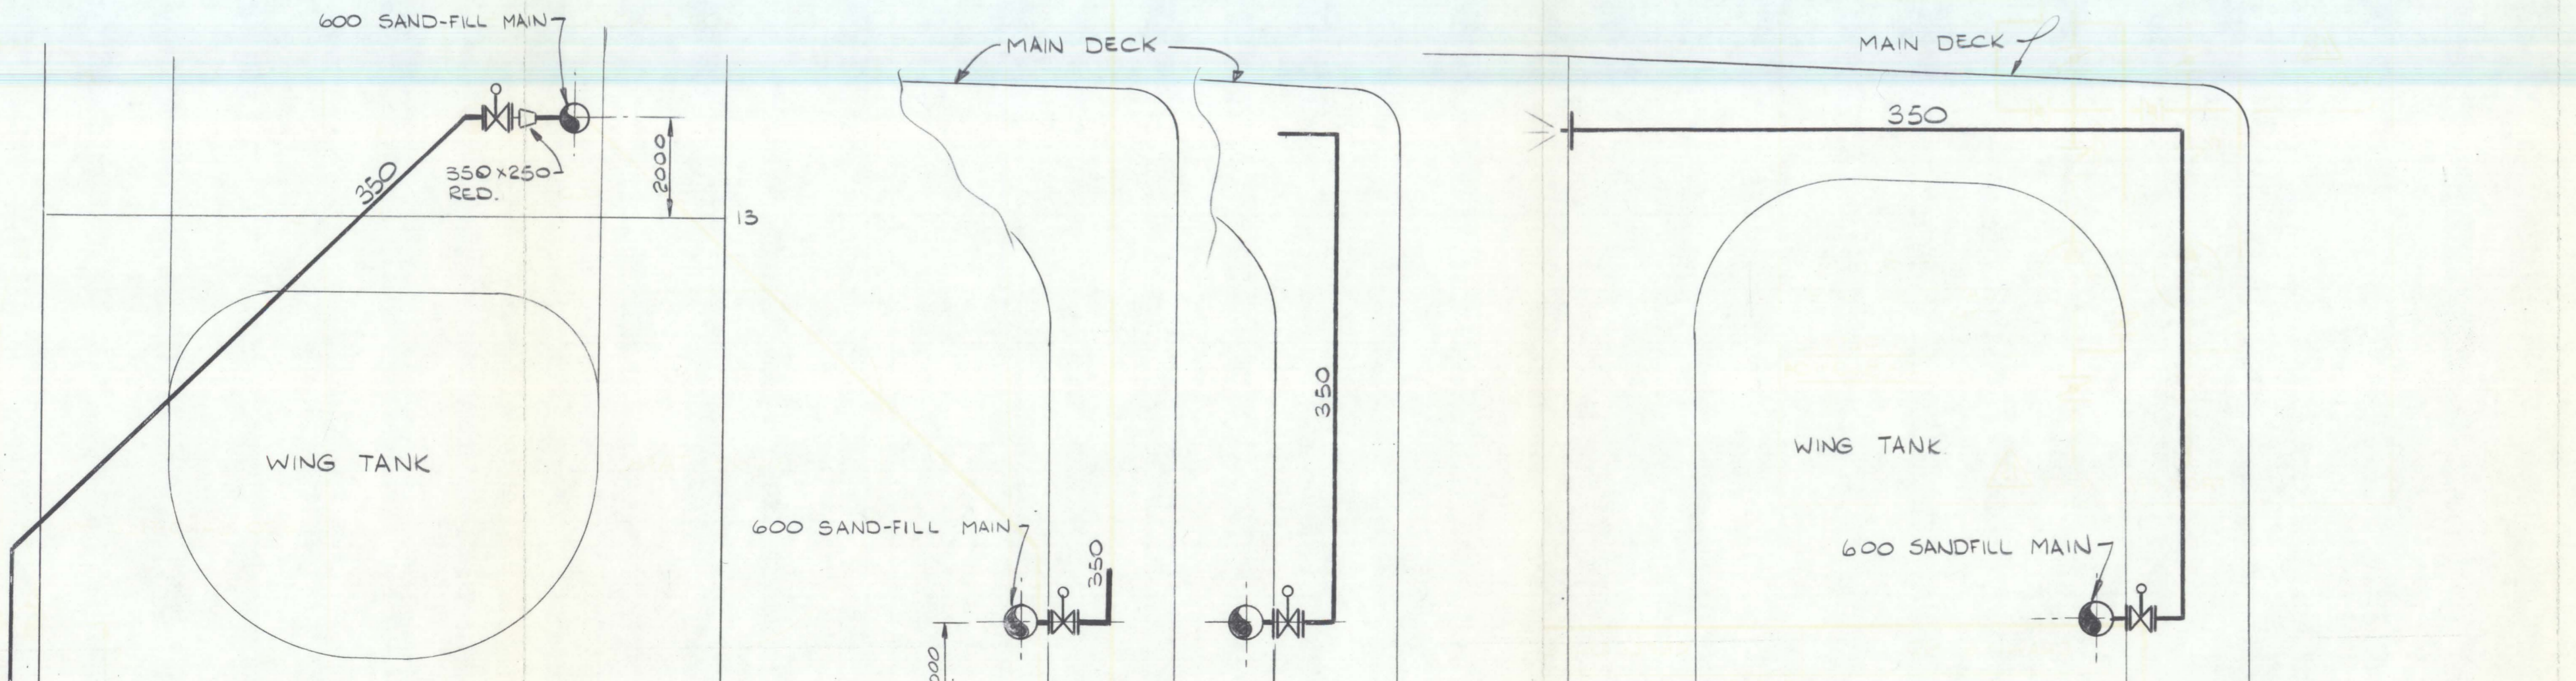 600 SAND-FILL MAIN
350
350 x 250
RED.
2000
13
WING TANK
MAIN DECK
600 SAND-FILL MAIN
350
350
MAIN DECK
350
WING TANK
600 SANDFILL MAIN